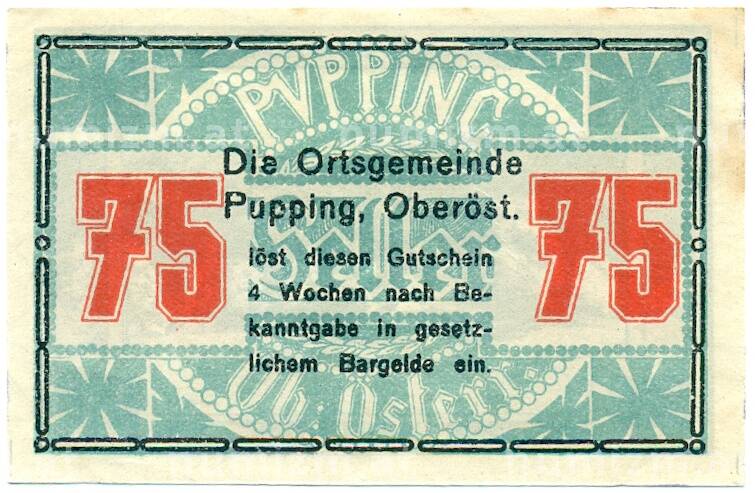 PVPPING
Die Ortsgemeinde
75 Pupping, Oberöst. 75
Heller
löst diesen Gutschein
4 Wochen nach Be-
kanntgabe in gesetz-
lichem Bargelde ein.
Ob: Österr: